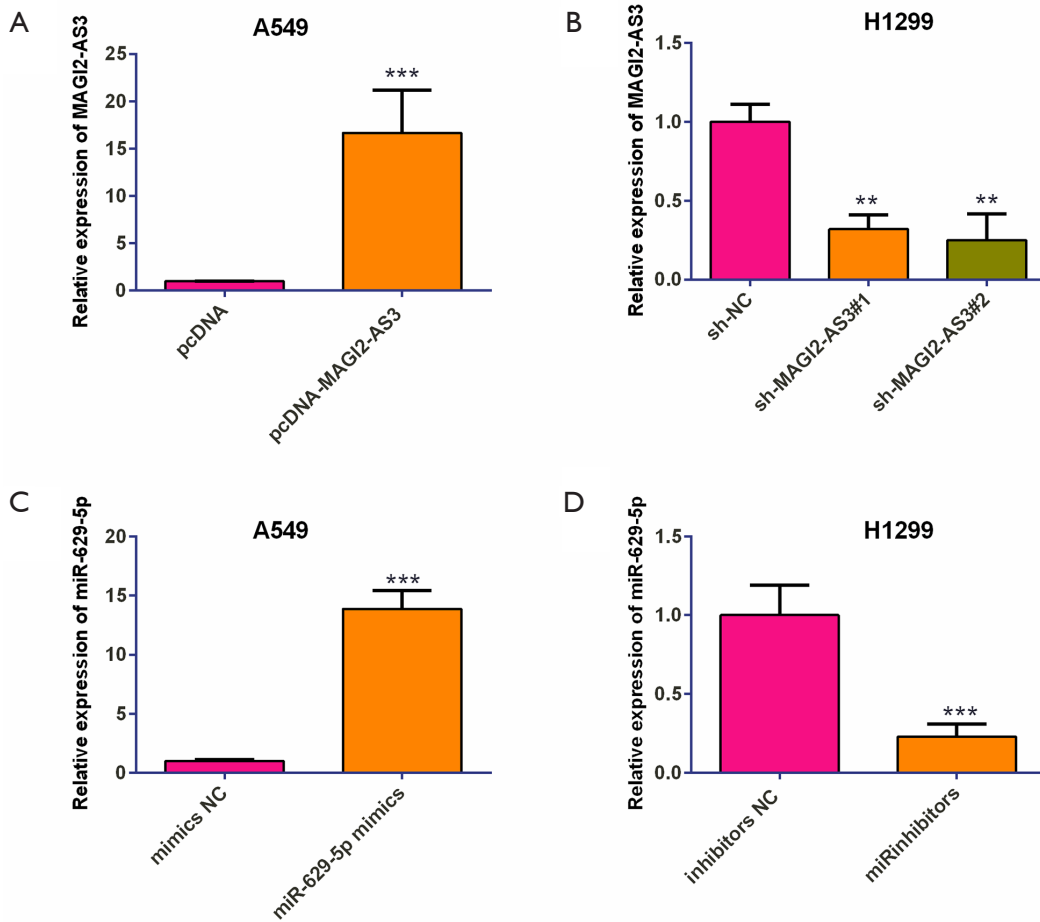 A
A549
Relative expression of MAGI2-AS3
25
20
15
10
5
0
***
pcDNA
pcDNA-MAGI2-AS3
B
H1299
Relative expression of MAGI2-AS3
1.5
1.0
0.5
0.0
**
**
sh-NC
sh-MAGI2-AS3#1
sh-MAGI2-AS3#2
C
A549
Relative expression of miR-629-5p
20
15
10
5
0
***
mimics NC
miR-629-5p mimics
D
H1299
Relative expression of miR-629-5p
1.5
1.0
0.5
0.0
***
inhibitors NC
miRinhibitors